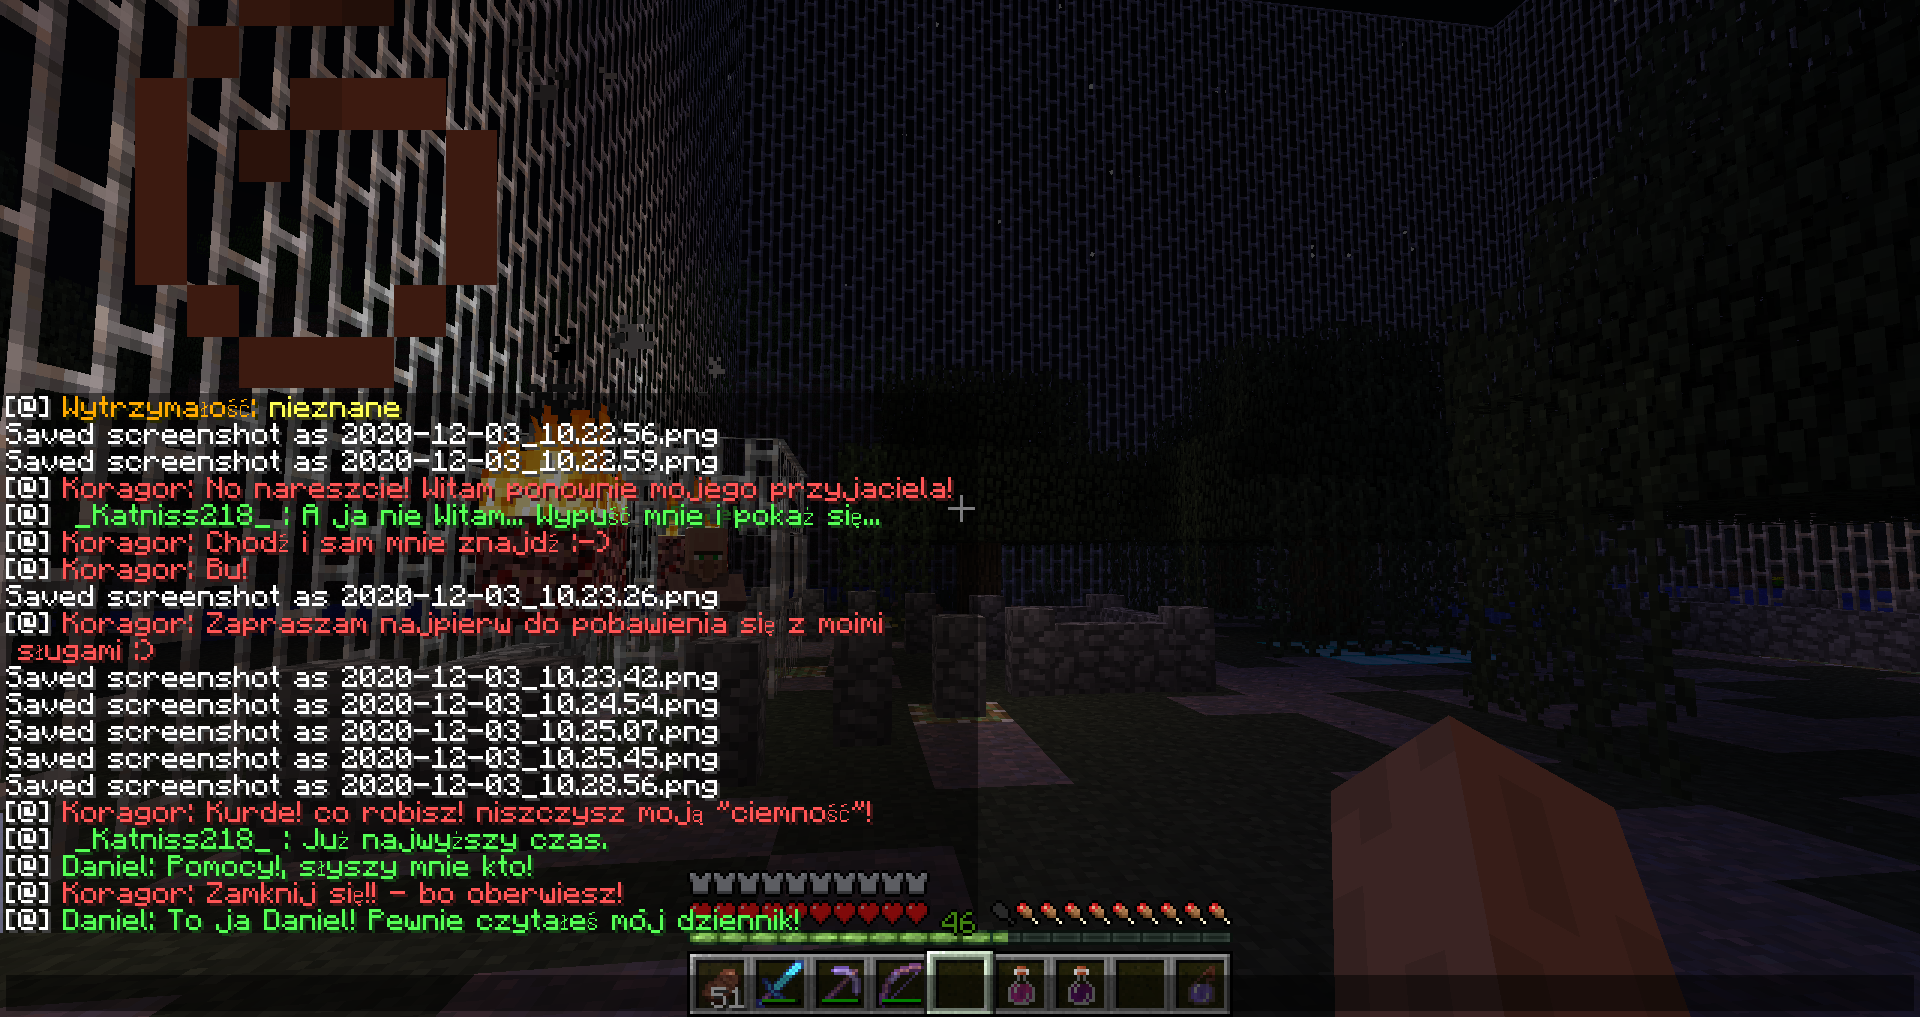 [@] Wytrzymałość: nieznane
Saved screenshot as 2020-12-03_10.22.56.png
Saved screenshot as 2020-12-03_10.22.59.png
[@] Koragor: No nareszcie! Witam ponownie mojego przyjaciela!
[@]  _Katniss218_ : A ja nie Witam... Wypuść mnie i pokaż się...
[@] Koragor: Chodź i sam mnie znajdź :-)
[@] Koragor: Bu!
Saved screenshot as 2020-12-03_10.23.26.png
[@] Koragor: Zapraszam najpierw do pobawienia się z moimi
sługami :)
Saved screenshot as 2020-12-03_10.23.42.png
Saved screenshot as 2020-12-03_10.24.54.png
Saved screenshot as 2020-12-03_10.25.07.png
Saved screenshot as 2020-12-03_10.25.45.png
Saved screenshot as 2020-12-03_10.28.56.png
[@] Koragor: Kurde! co robisz! niszczysz moją "ciemność"!
[@]  _Katniss218_ : Już najwyższy czas.
[@] Daniel: Pomocy!, słyszy mnie kto!
[@] Koragor: Zamknij się!! - bo oberwiesz!
[@] Daniel: To ja Daniel! Pewnie czytałeś mój dziennik!
46
51